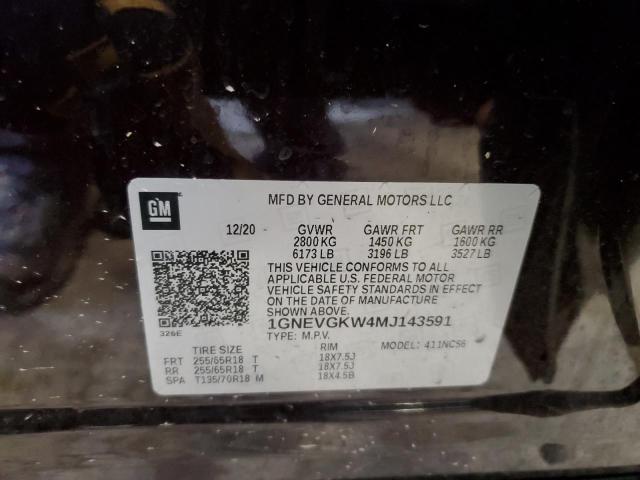 GM
MFD BY GENERAL MOTORS LLC
12/20 GVWR GAWR FRT GAWR RR
2800 KG 1450 KG 1600 KG
6173 LB 3196 LB 3527 LB
THIS VEHICLE CONFORMS TO ALL
APPLICABLE U.S. FEDERAL MOTOR
VEHICLE SAFETY STANDARDS IN EFFECT
ON THE DATE OF MANUFACTURE
SHOWN ABOVE.
1GNEVGKW4MJ143591
326E
TYPE: M.P.V. MODEL: 411NC56
TIRE SIZE RIM
FRT 255/65R18 T 18X7.5J
RR 255/65R18 T 18X7.5J
SPA T135/70R18 M 18X4.5B